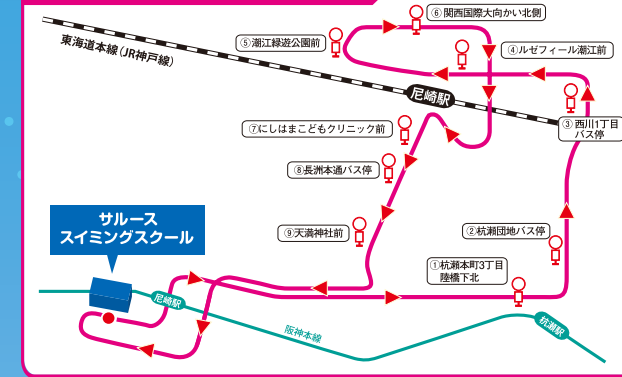 ⑥関西国際大向かい北側
東海道本線(JR神戸線)
⑤潮江緑遊公園前
④ルゼフィール潮江前
尼崎駅
⑦にしはまこどもクリニック前
③西川1丁目
バス停
⑧長洲本通バス停
サルース
スイミングスクール
⑨天満神社前
②杭瀬団地バス停
①杭瀬本町3丁目
陸橋下北
尼崎駅
阪神本線
杭瀬駅